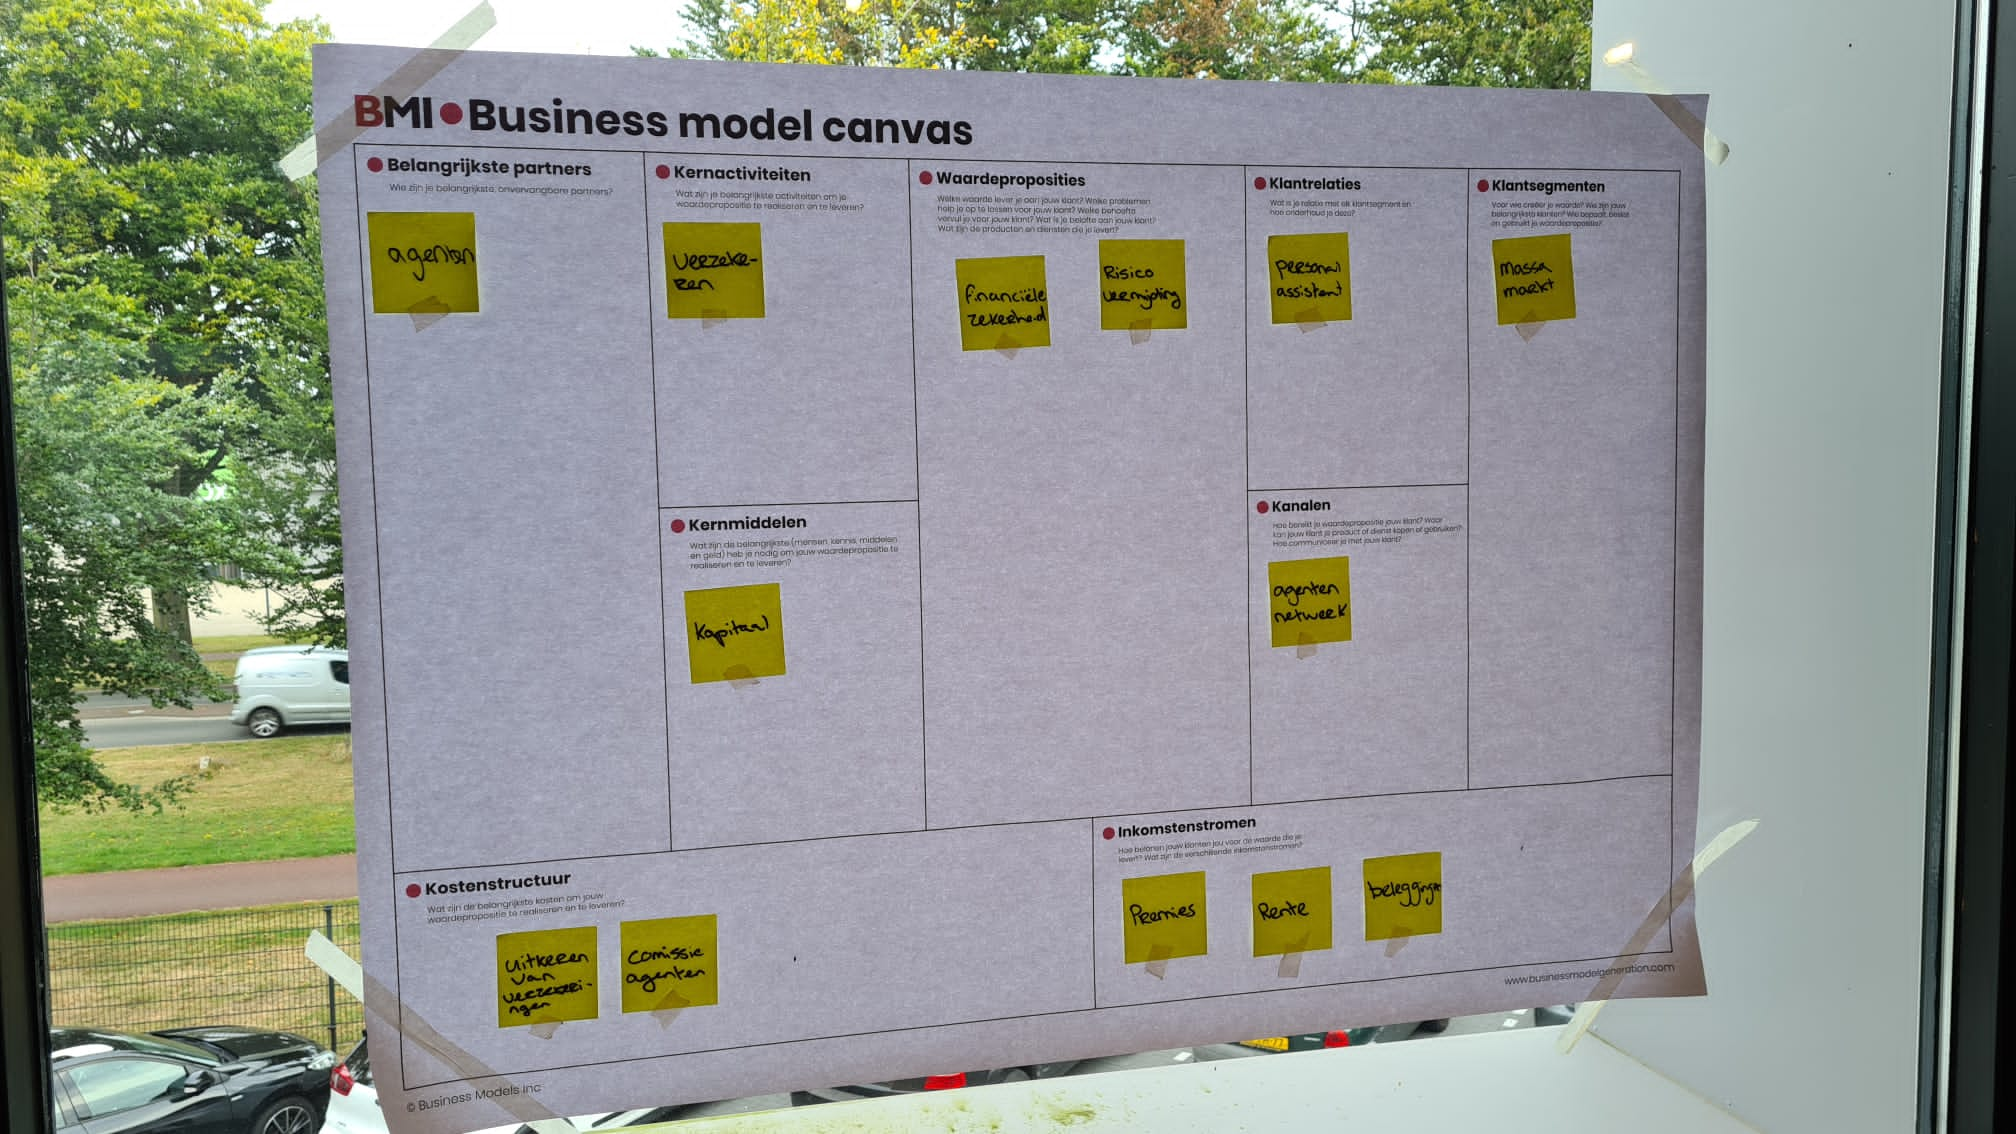 BMI Business model canvas
Belangrijkste partners
Wie zijn je belangrijkste, onvervangbare partners?
agenten
Kernactiviteiten
Wat zijn je belangrijkste activiteiten om je
waardepropositie te realiseren en te leveren?
Verzeke-
ren
Kernmiddelen
Wat zijn de belangrijkste (mensen, kennis, middelen
en geld) heb je nodig om jouw waardepropositie te
realiseren en te leveren?
Kapitaal
Waardeproposities
Welke waarde lever je aan jouw klant? Welke problemen
help je op te lossen voor jouw klant? Welke behoefte
vervul je voor jouw klant? Wat is je belofte aan jouw klant?
Wat zijn de producten en diensten die je levert?
financiële
zekerheid
Risico
vermijding
Klantrelaties
Wat is je relatie met elk klantsegment en
hoe onderhoud je deze?
personal
assistent
Kanalen
Hoe bereikt je waardepropositie jouw klant? Waar
kan jouw klant je product of dienst kopen of gebruiken?
Hoe communiceer je met jouw klant?
agenten
netweek
Klantsegmenten
Voor wie creëer je waarde? Wie zijn jouw
belangrijkste klanten? Wie bepaalt, beslist
en gebruikt je waardepropositie?
massa
markt
Kostenstructuur
Wat zijn de belangrijkste kosten om jouw
waardepropositie te realiseren en te leveren?
uitkeren
van
verzekeri-
ngen
Comissie
agenten
Inkomstenstromen
Hoe belonen jouw klanten jou voor de waarde die je
levert? Wat zijn de verschillende inkomstenstromen?
Premies
Rente
www.businessmodelgeneration.com
© Business Models Inc